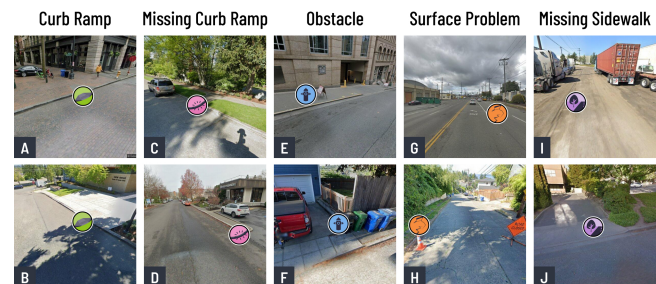 Curb Ramp
Missing Curb Ramp
Obstacle
Surface Problem
Missing Sidewalk
A
C
E
G
I
B
D
F
H
J